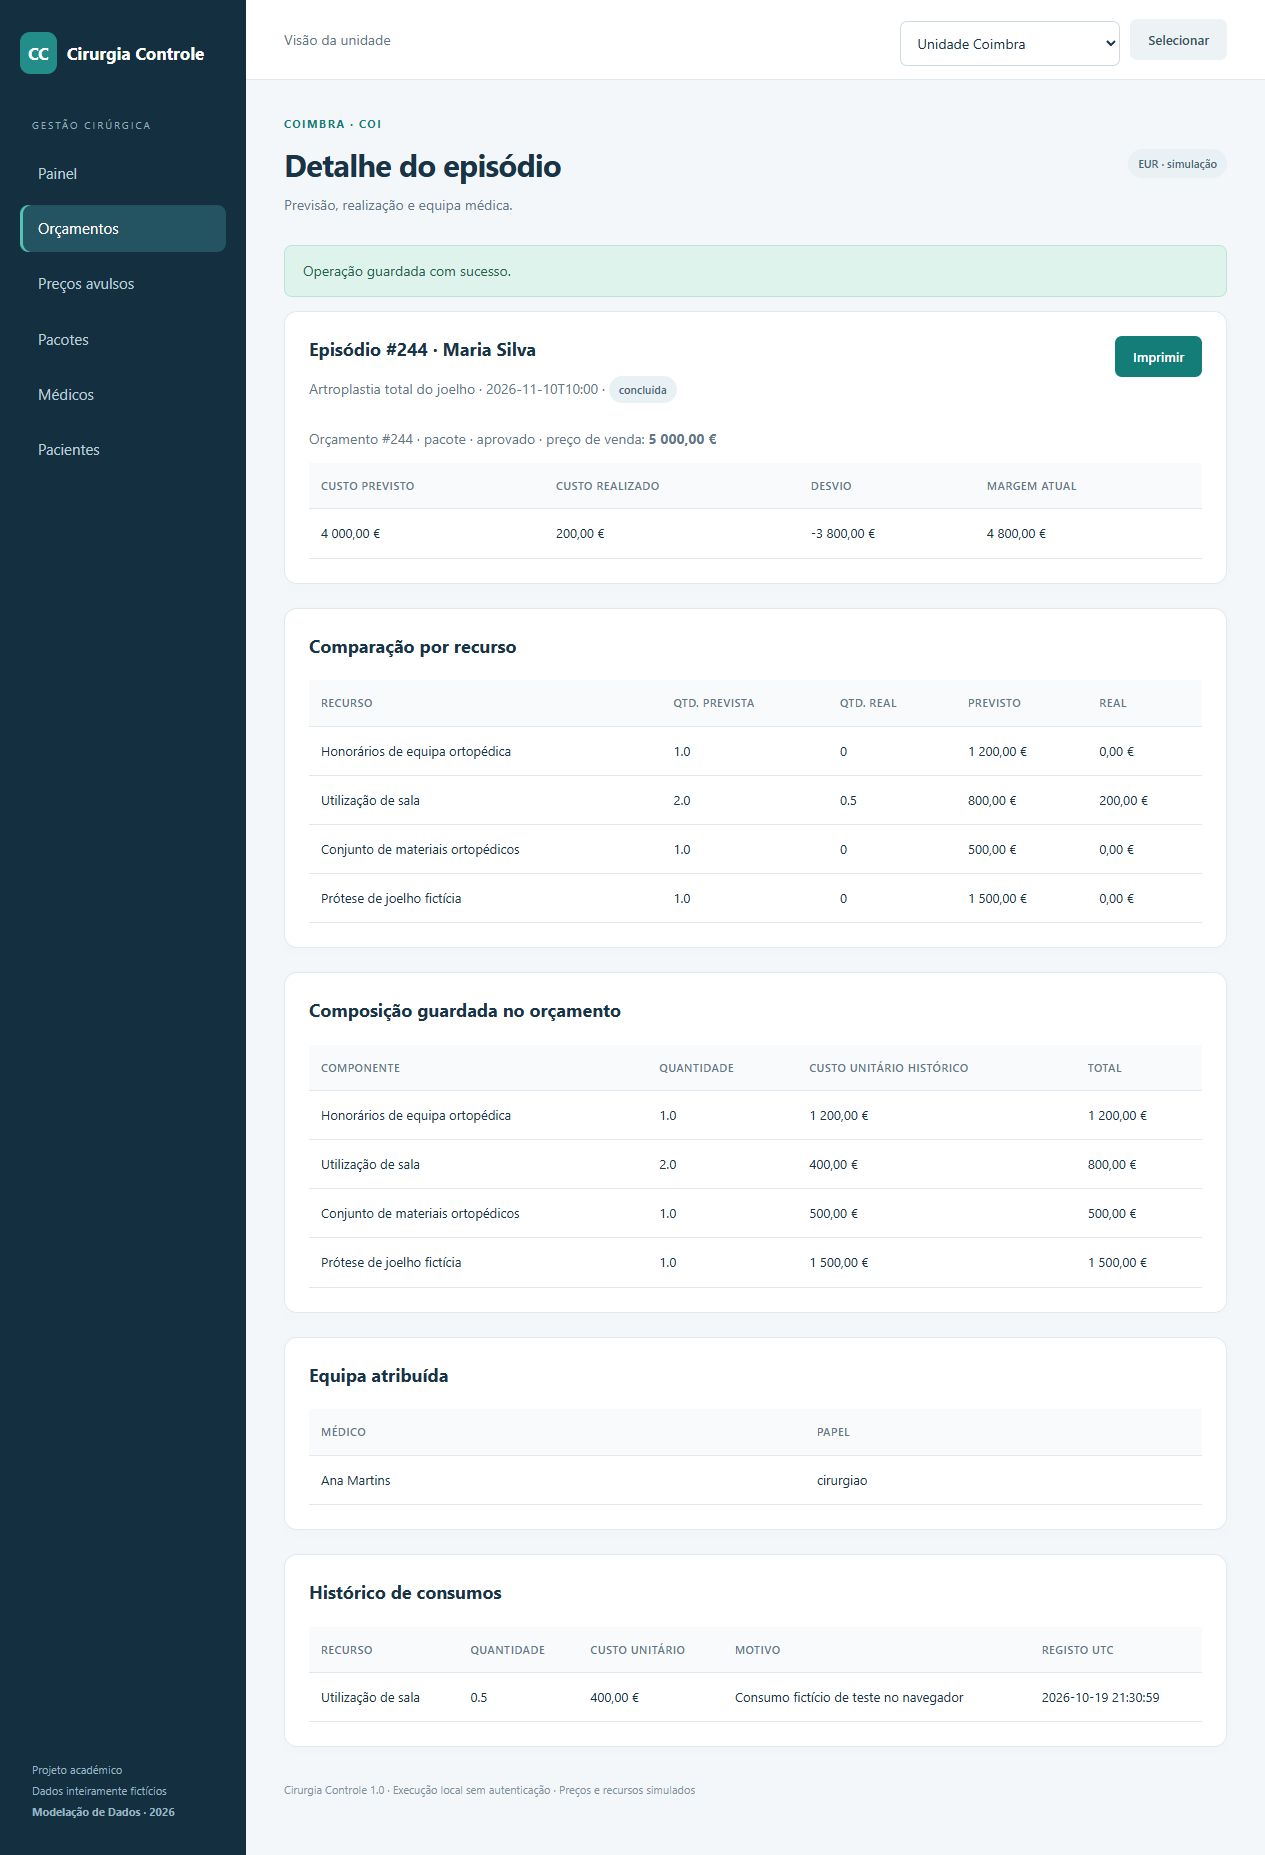 CC Cirurgia Controle
GESTÃO CIRÚRGICA
Painel
Orçamentos
Preços avulsos
Pacotes
Médicos
Pacientes
Projeto académico
Dados inteiramente fictícios
Modelação de Dados · 2026
Visão da unidade
Unidade Coimbra
Selecionar
COIMBRA · COI
Detalhe do episódio
EUR · simulação
Previsão, realização e equipa médica.
Operação guardada com sucesso.
Episódio #244 · Maria Silva
Imprimir
Artroplastia total do joelho · 2026-11-10T10:00 · concluida
Orçamento #244 · pacote · aprovado · preço de venda: 5 000,00 €
CUSTO PREVISTO CUSTO REALIZADO DESVIO MARGEM ATUAL
4 000,00 € 200,00 € -3 800,00 € 4 800,00 €
Comparação por recurso
RECURSO QTD. PREVISTA QTD. REAL PREVISTO REAL
Honorários de equipa ortopédica 1.0 0 1 200,00 € 0,00 €
Utilização de sala 2.0 0.5 800,00 € 200,00 €
Conjunto de materiais ortopédicos 1.0 0 500,00 € 0,00 €
Prótese de joelho fictícia 1.0 0 1 500,00 € 0,00 €
Composição guardada no orçamento
COMPONENTE QUANTIDADE CUSTO UNITÁRIO HISTÓRICO TOTAL
Honorários de equipa ortopédica 1.0 1 200,00 € 1 200,00 €
Utilização de sala 2.0 400,00 € 800,00 €
Conjunto de materiais ortopédicos 1.0 500,00 € 500,00 €
Prótese de joelho fictícia 1.0 1 500,00 € 1 500,00 €
Equipa atribuída
MÉDICO PAPEL
Ana Martins cirurgiao
Histórico de consumos
RECURSO QUANTIDADE CUSTO UNITÁRIO MOTIVO REGISTO UTC
Utilização de sala 0.5 400,00 € Consumo fictício de teste no navegador 2026-10-19 21:30:59
Cirurgia Controle 1.0 · Execução local sem autenticação · Preços e recursos simulados